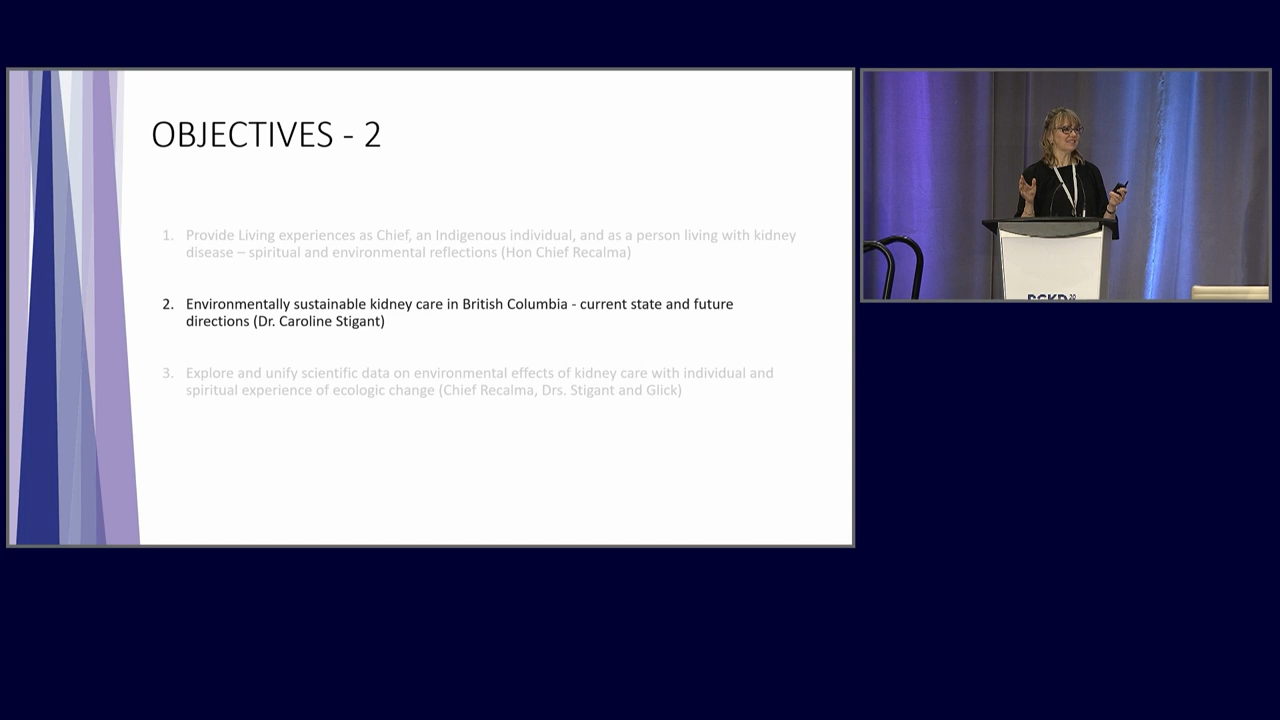 OBJECTIVES - 2
1. Provide Living experiences as Chief, an Indigenous individual, and as a person living with kidney
disease – spiritual and environmental reflections (Hon Chief Recalma)
2. Environmentally sustainable kidney care in British Columbia - current state and future
directions (Dr. Caroline Stigant)
3. Explore and unify scientific data on environmental effects of kidney care with individual and
spiritual experience of ecologic change (Chief Recalma, Drs. Stigant and Glick)